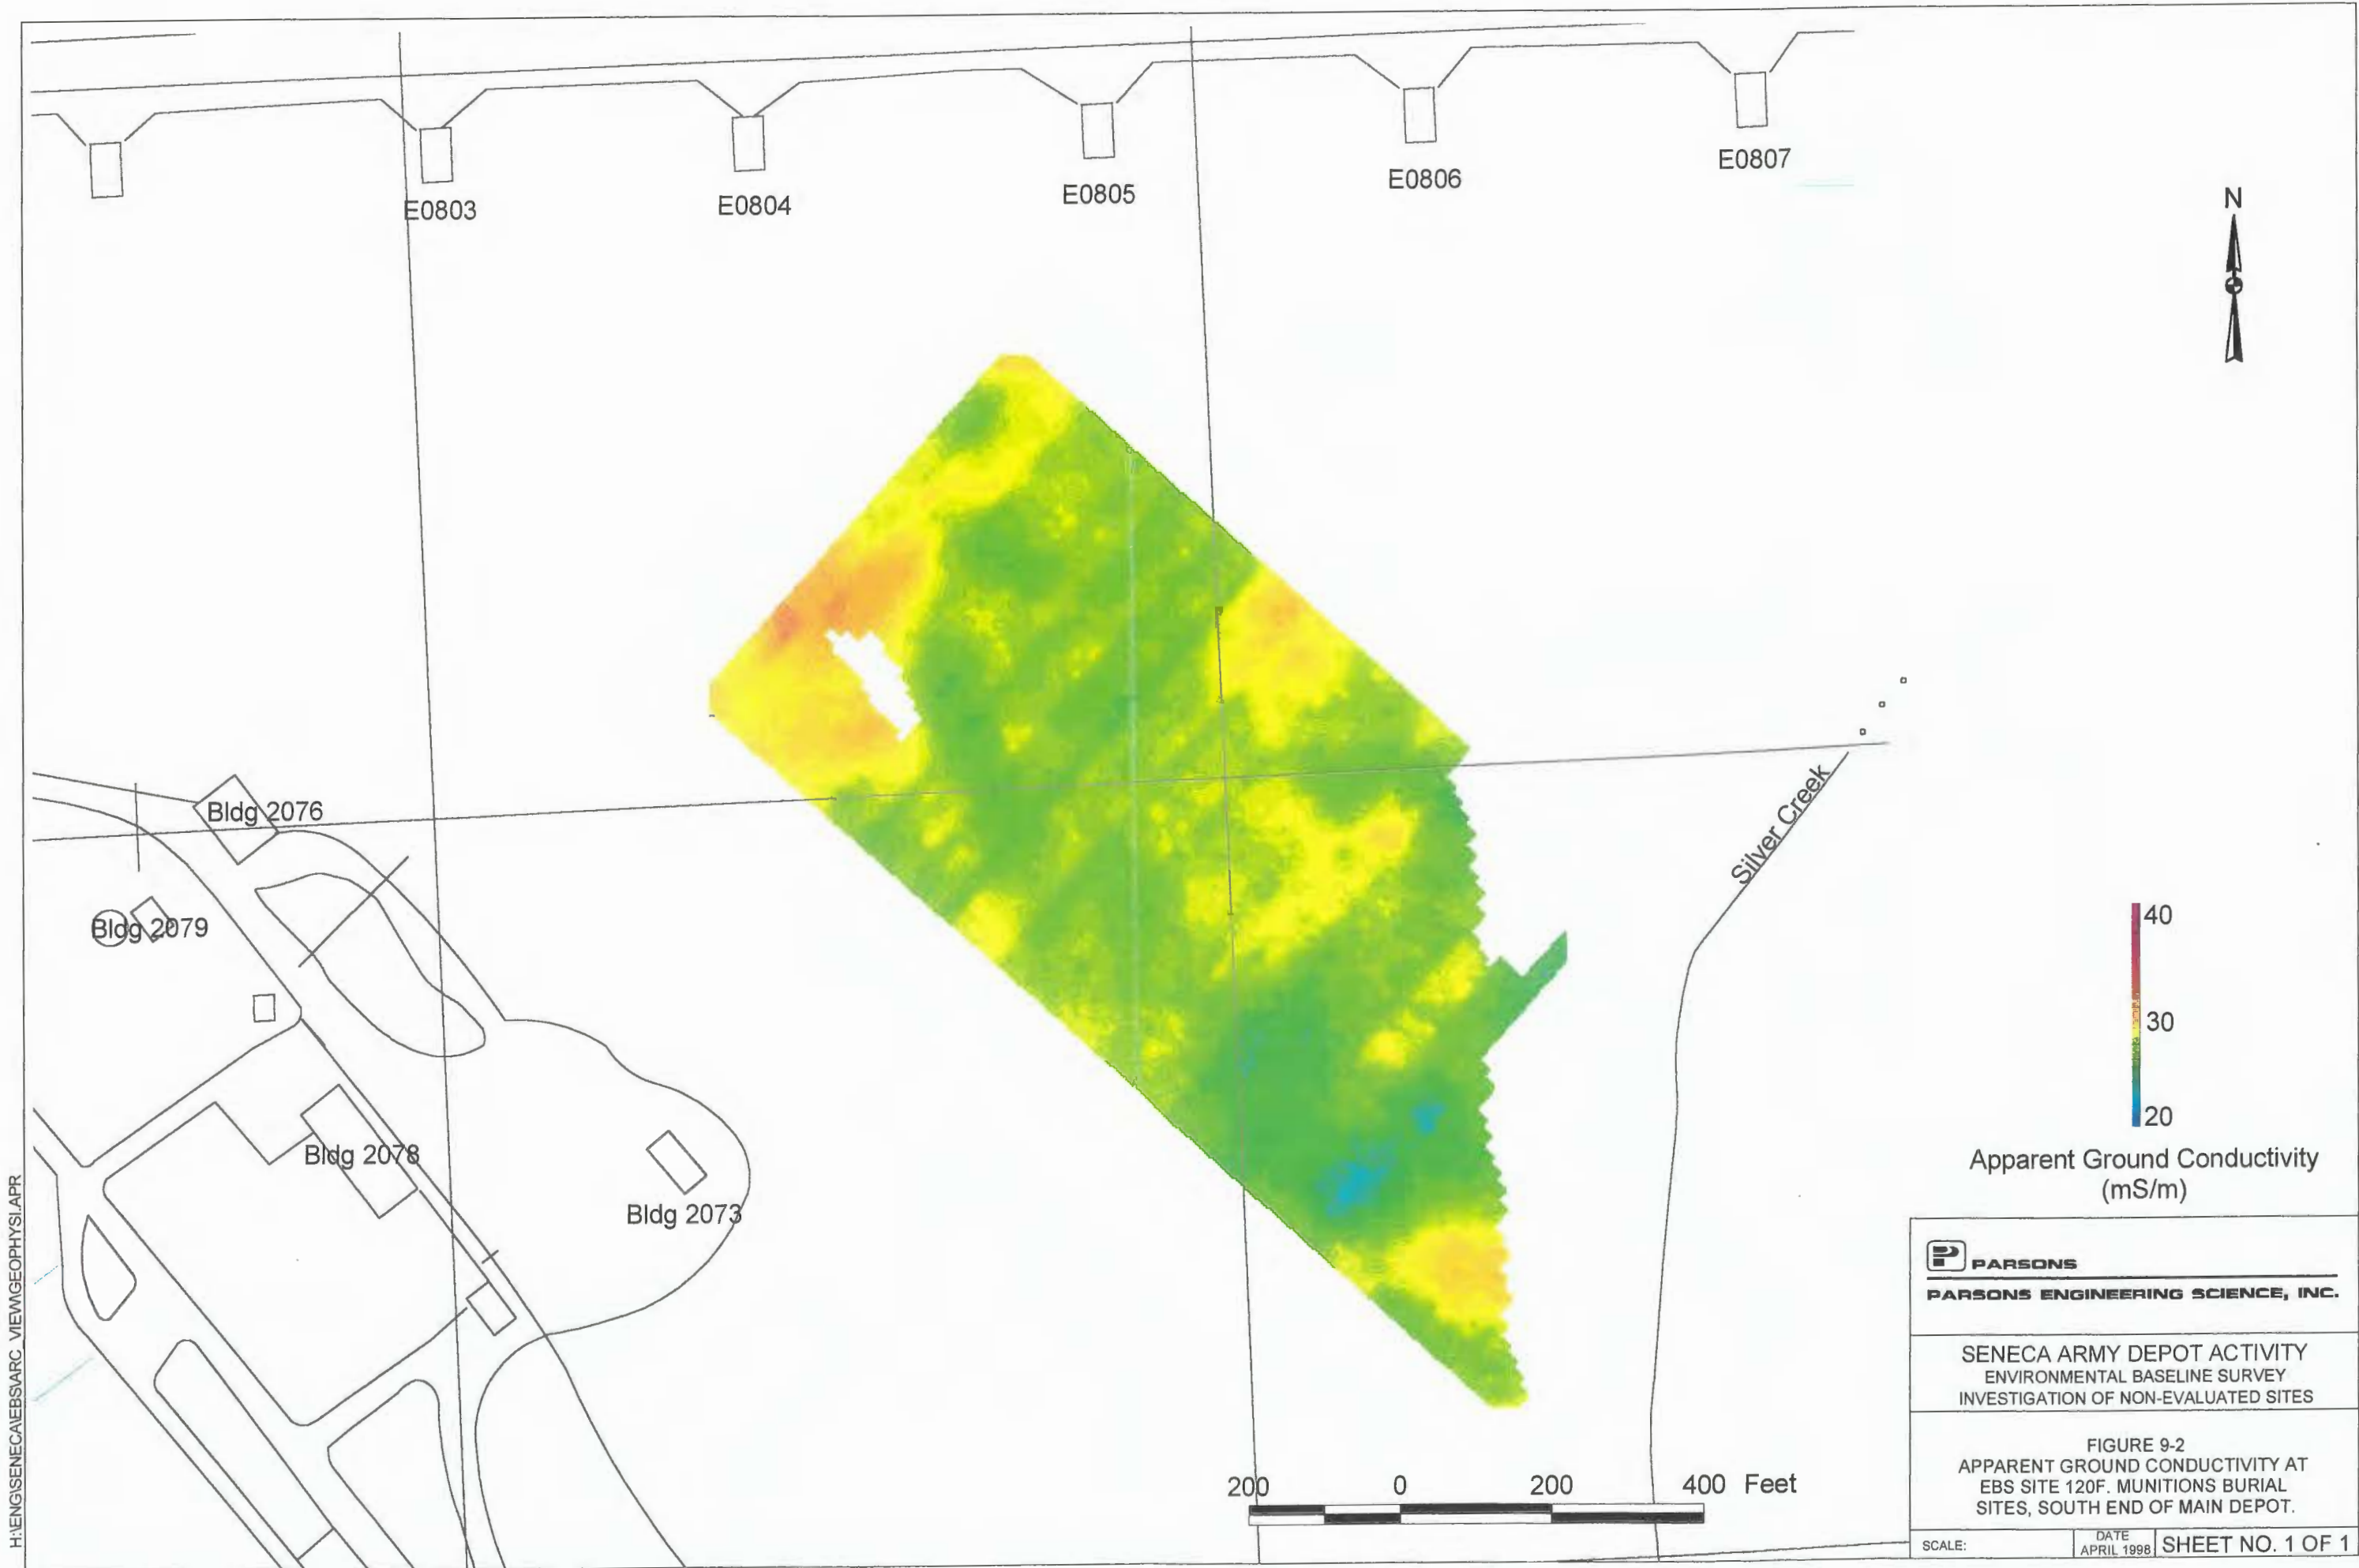 E0803
E0804
E0805
E0806
E0807
N
Bldg 2076
Bldg 2079
Bldg 2078
Bldg 2073
Silver Creek
40
30
20
Apparent Ground Conductivity
(mS/m)
200 0 200 400 Feet
H:\ENG\SENECA\EBS\ARC_VIEW\GEOPHYSI.APR
P PARSONS
PARSONS ENGINEERING SCIENCE, INC.
SENECA ARMY DEPOT ACTIVITY
ENVIRONMENTAL BASELINE SURVEY
INVESTIGATION OF NON-EVALUATED SITES
FIGURE 9-2
APPARENT GROUND CONDUCTIVITY AT
EBS SITE 120F. MUNITIONS BURIAL
SITES, SOUTH END OF MAIN DEPOT.
SCALE:
DATE
APRIL 1998
SHEET NO. 1 OF 1